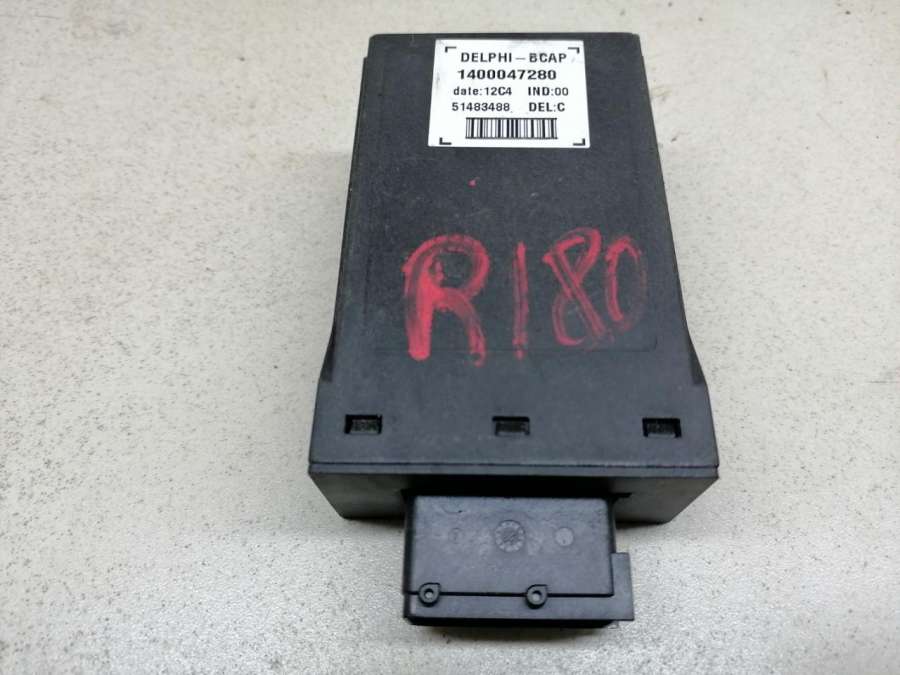 DELPHI-BCAP
1400047280
date:12C4 IND:00
51483488 DEL:C
R180